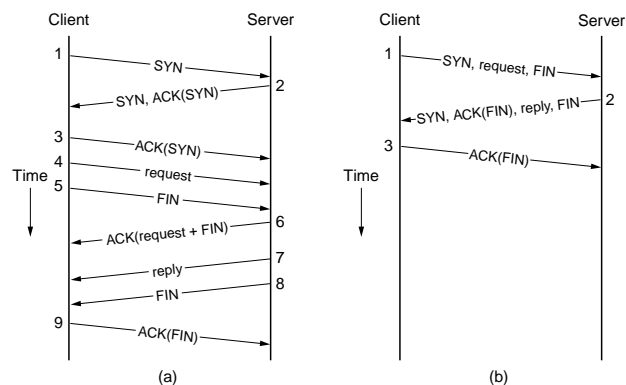 Client
Server
1
SYN
2
SYN, ACK(SYN)
3
ACK(SYN)
4
request
Time
5
FIN
6
ACK(request + FIN)
7
reply
8
FIN
9
ACK(FIN)
(a)
Client
Server
1
SYN, request, FIN
2
SYN, ACK(FIN), reply, FIN
3
ACK(FIN)
Time
(b)